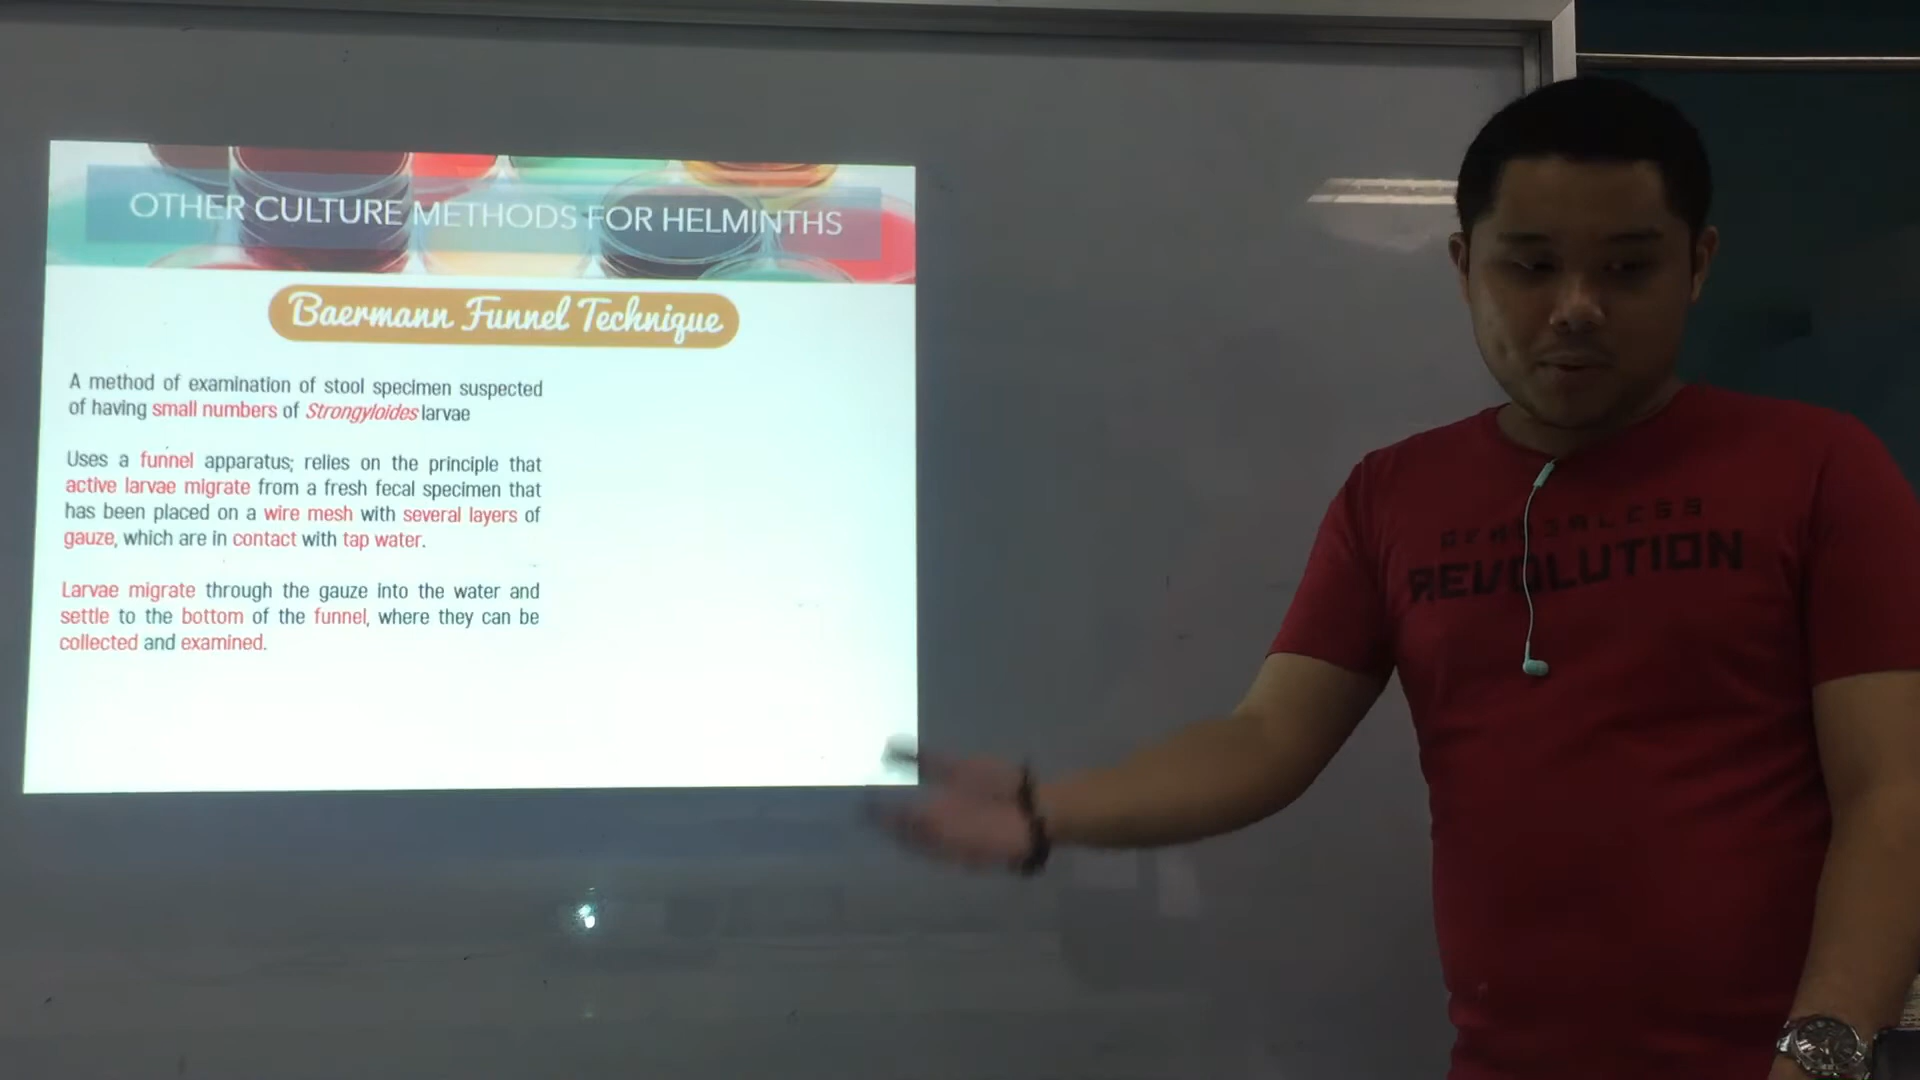 OTHER CULTURE METHODS FOR HELMINTHS
Baermann Funnel Technique
A method of examination of stool specimen suspected
of having small numbers of Strongyloides larvae
Uses a funnel apparatus; relies on the principle that
active larvae migrate from a fresh fecal specimen that
has been placed on a wire mesh with several layers of
gauze, which are in contact with tap water.
Larvae migrate through the gauze into the water and
settle to the bottom of the funnel, where they can be
collected and examined.
REVOLUTION